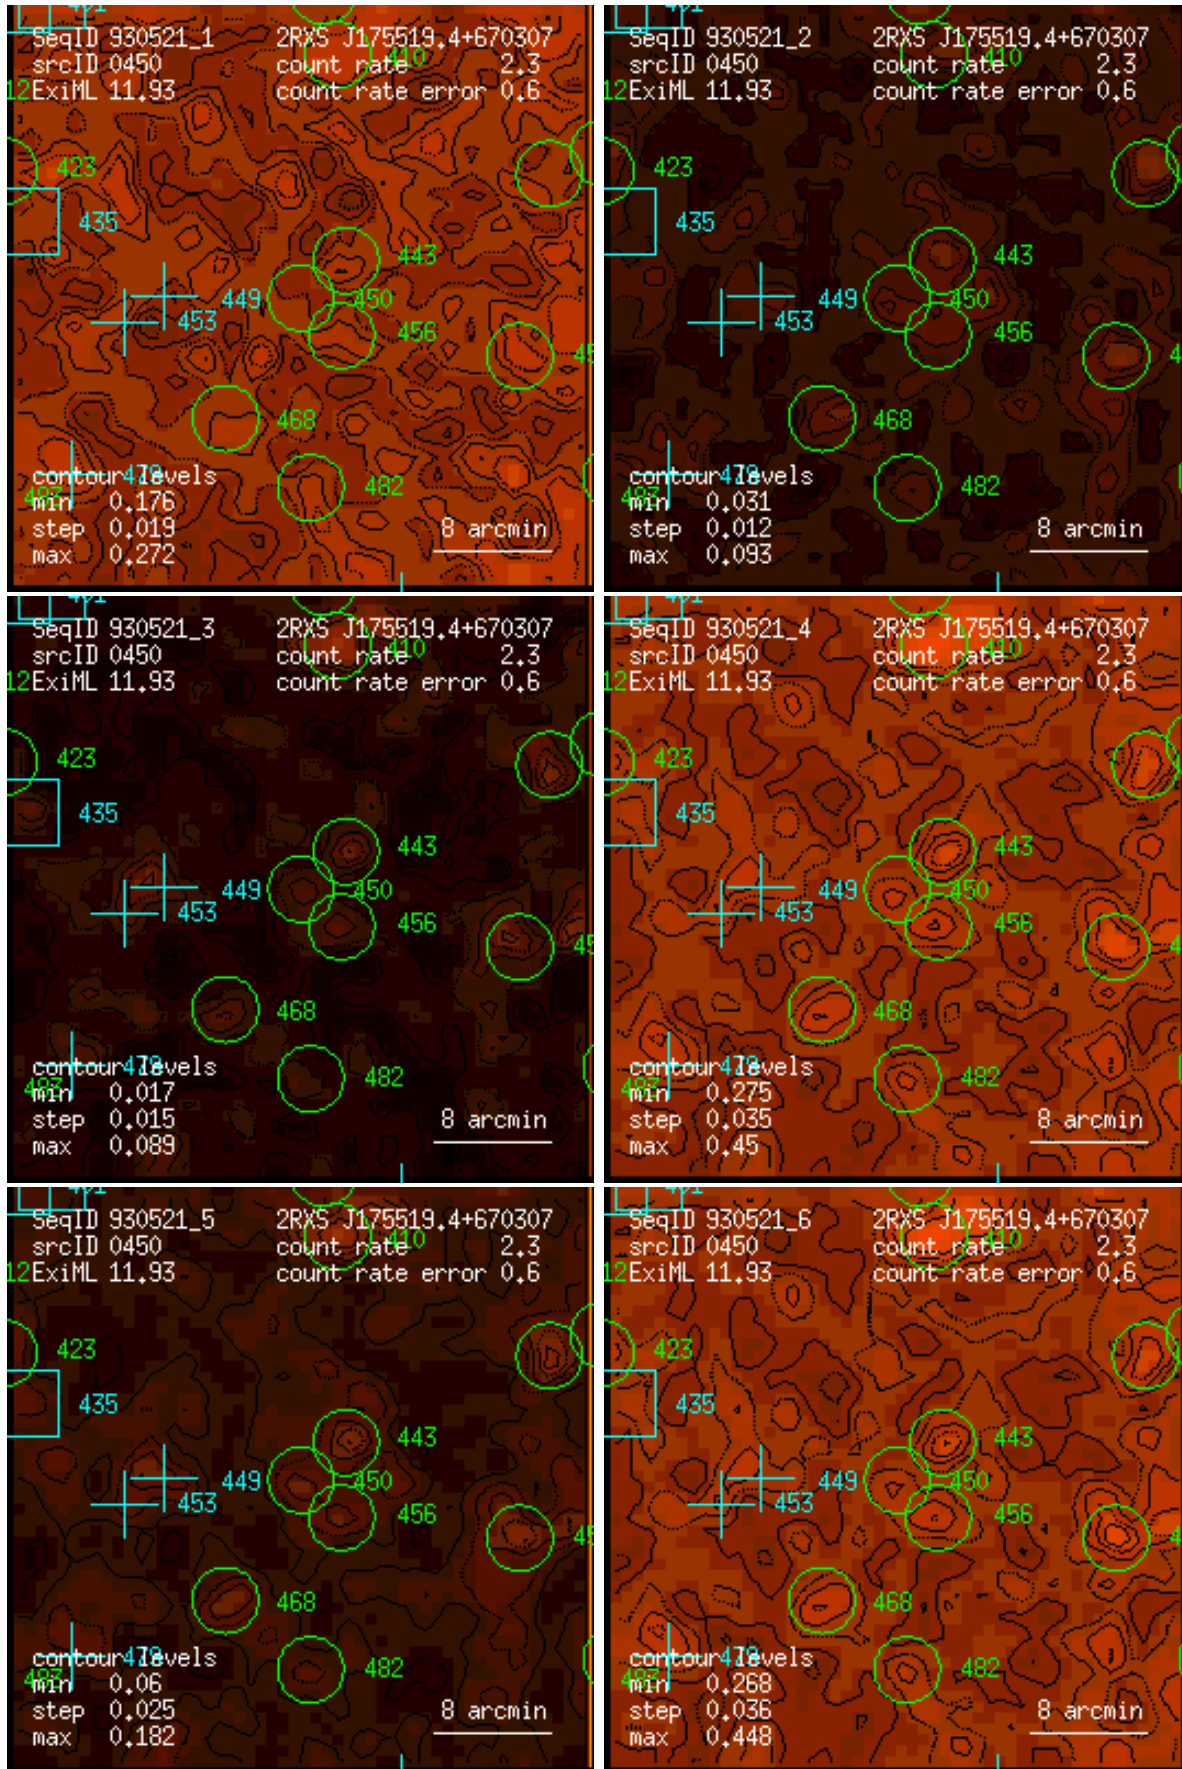 SeqID 930521_1 2RXS J175519.4+670307
srcID 0450 count rate 410 2.3
12 ExiML 11.93 count rate error 0.6
423
435
443
449 450
453 456
468
contour levels 479
min 0.176 482
step 0.019 8 arcmin
max 0.272
SeqID 930521_2 2RXS J175519.4+670307
srcID 0450 count rate 410 2.3
12 ExiML 11.93 count rate error 0.6
423
435
443
449 450
453 456
468
contour levels
min 0.031 482
step 0.012 8 arcmin
max 0.093
SeqID 930521_3 2RXS J175519.4+670307
srcID 0450 count rate 410 2.3
12 ExiML 11.93 count rate error 0.6
423
435
443
449 450
453 456
468
contour levels
min 0.017 482
step 0.015 8 arcmin
max 0.089
SeqID 930521_4 2RXS J175519.4+670307
srcID 0450 count rate 410 2.3
12 ExiML 11.93 count rate error 0.6
423
435
443
449 450
453 456
468
contour levels
min 0.275 482
step 0.035 8 arcmin
max 0.45
SeqID 930521_5 2RXS J175519.4+670307
srcID 0450 count rate 410 2.3
12 ExiML 11.93 count rate error 0.6
423
435
443
449 450
453 456
468
contour levels
min 0.06 482
step 0.025 8 arcmin
max 0.182
SeqID 930521_6 2RXS J175519.4+670307
srcID 0450 count rate 410 2.3
12 ExiML 11.93 count rate error 0.6
423
435
443
449 450
453 456
468
contour levels
min 0.268 482
step 0.036 8 arcmin
max 0.448